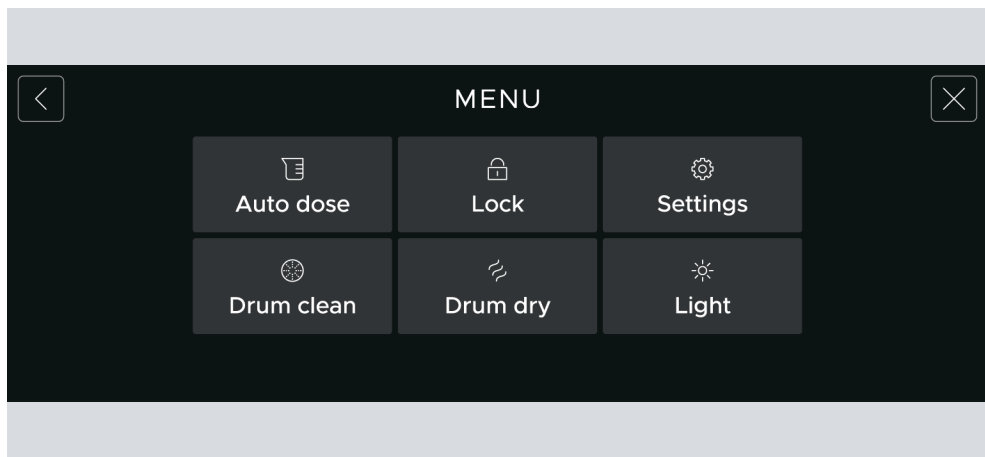 MENU
Auto dose
Lock
Settings
Drum clean
Drum dry
Light